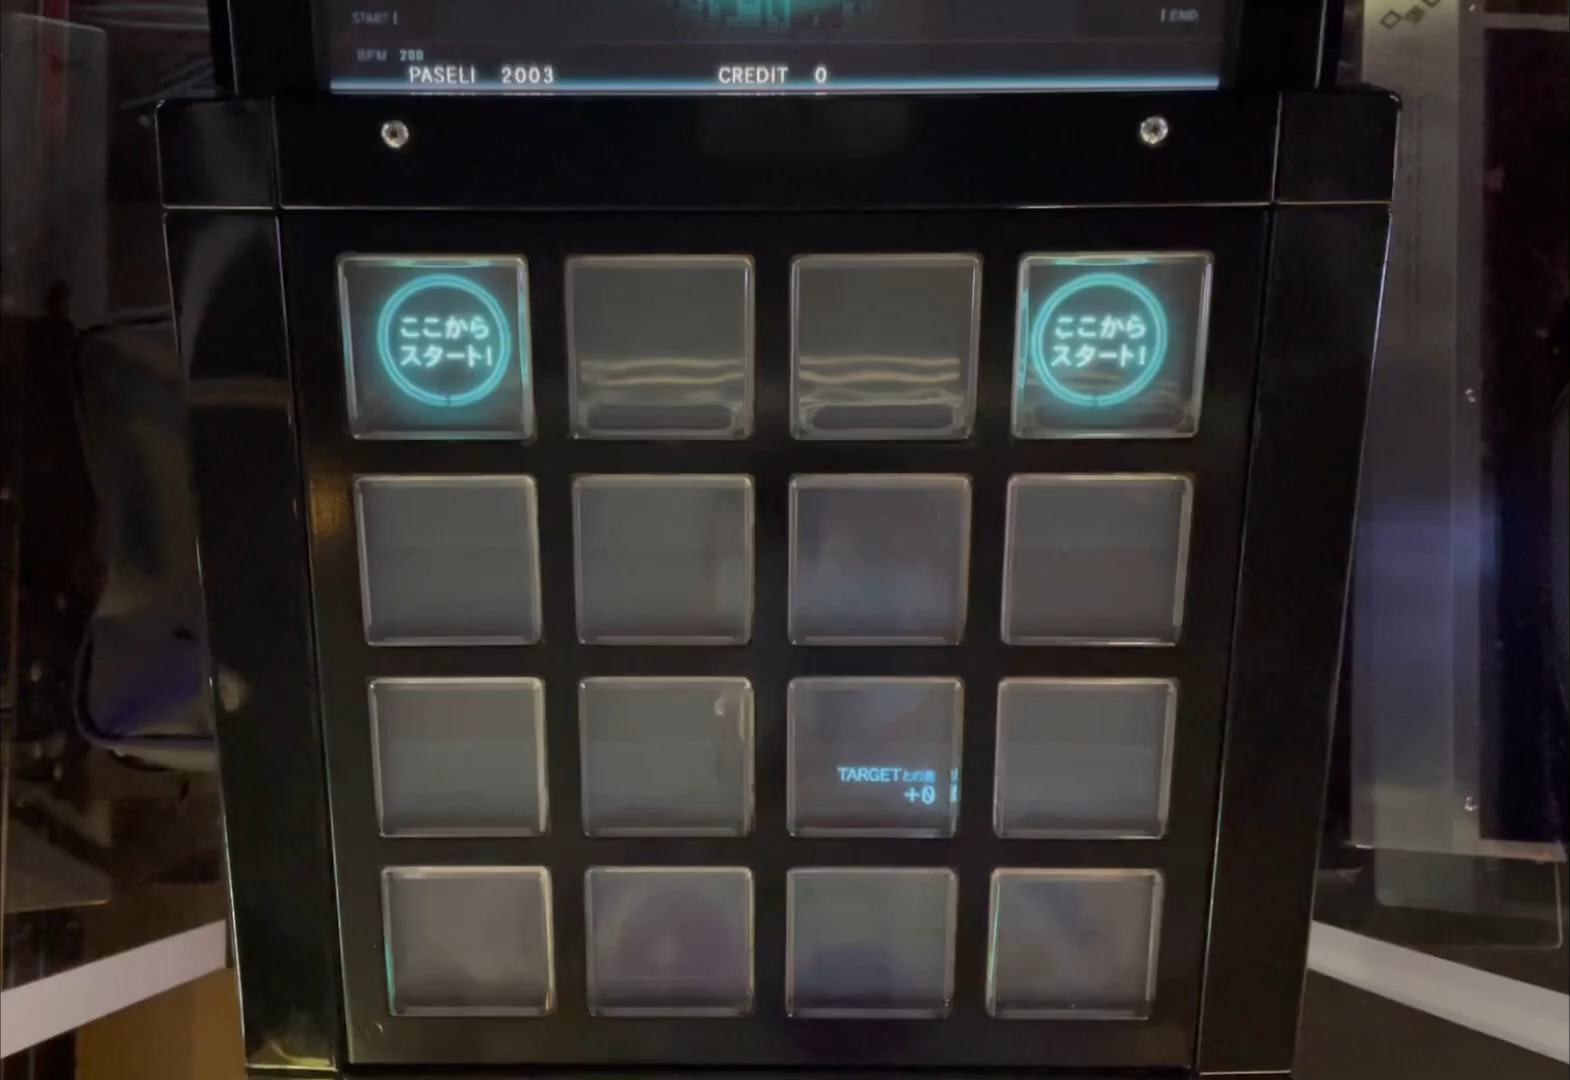 START
END
BPM 200
PASELI 2003
CREDIT 0
ここから
スタート!
ここから
スタート!
TARGETとの差
+0